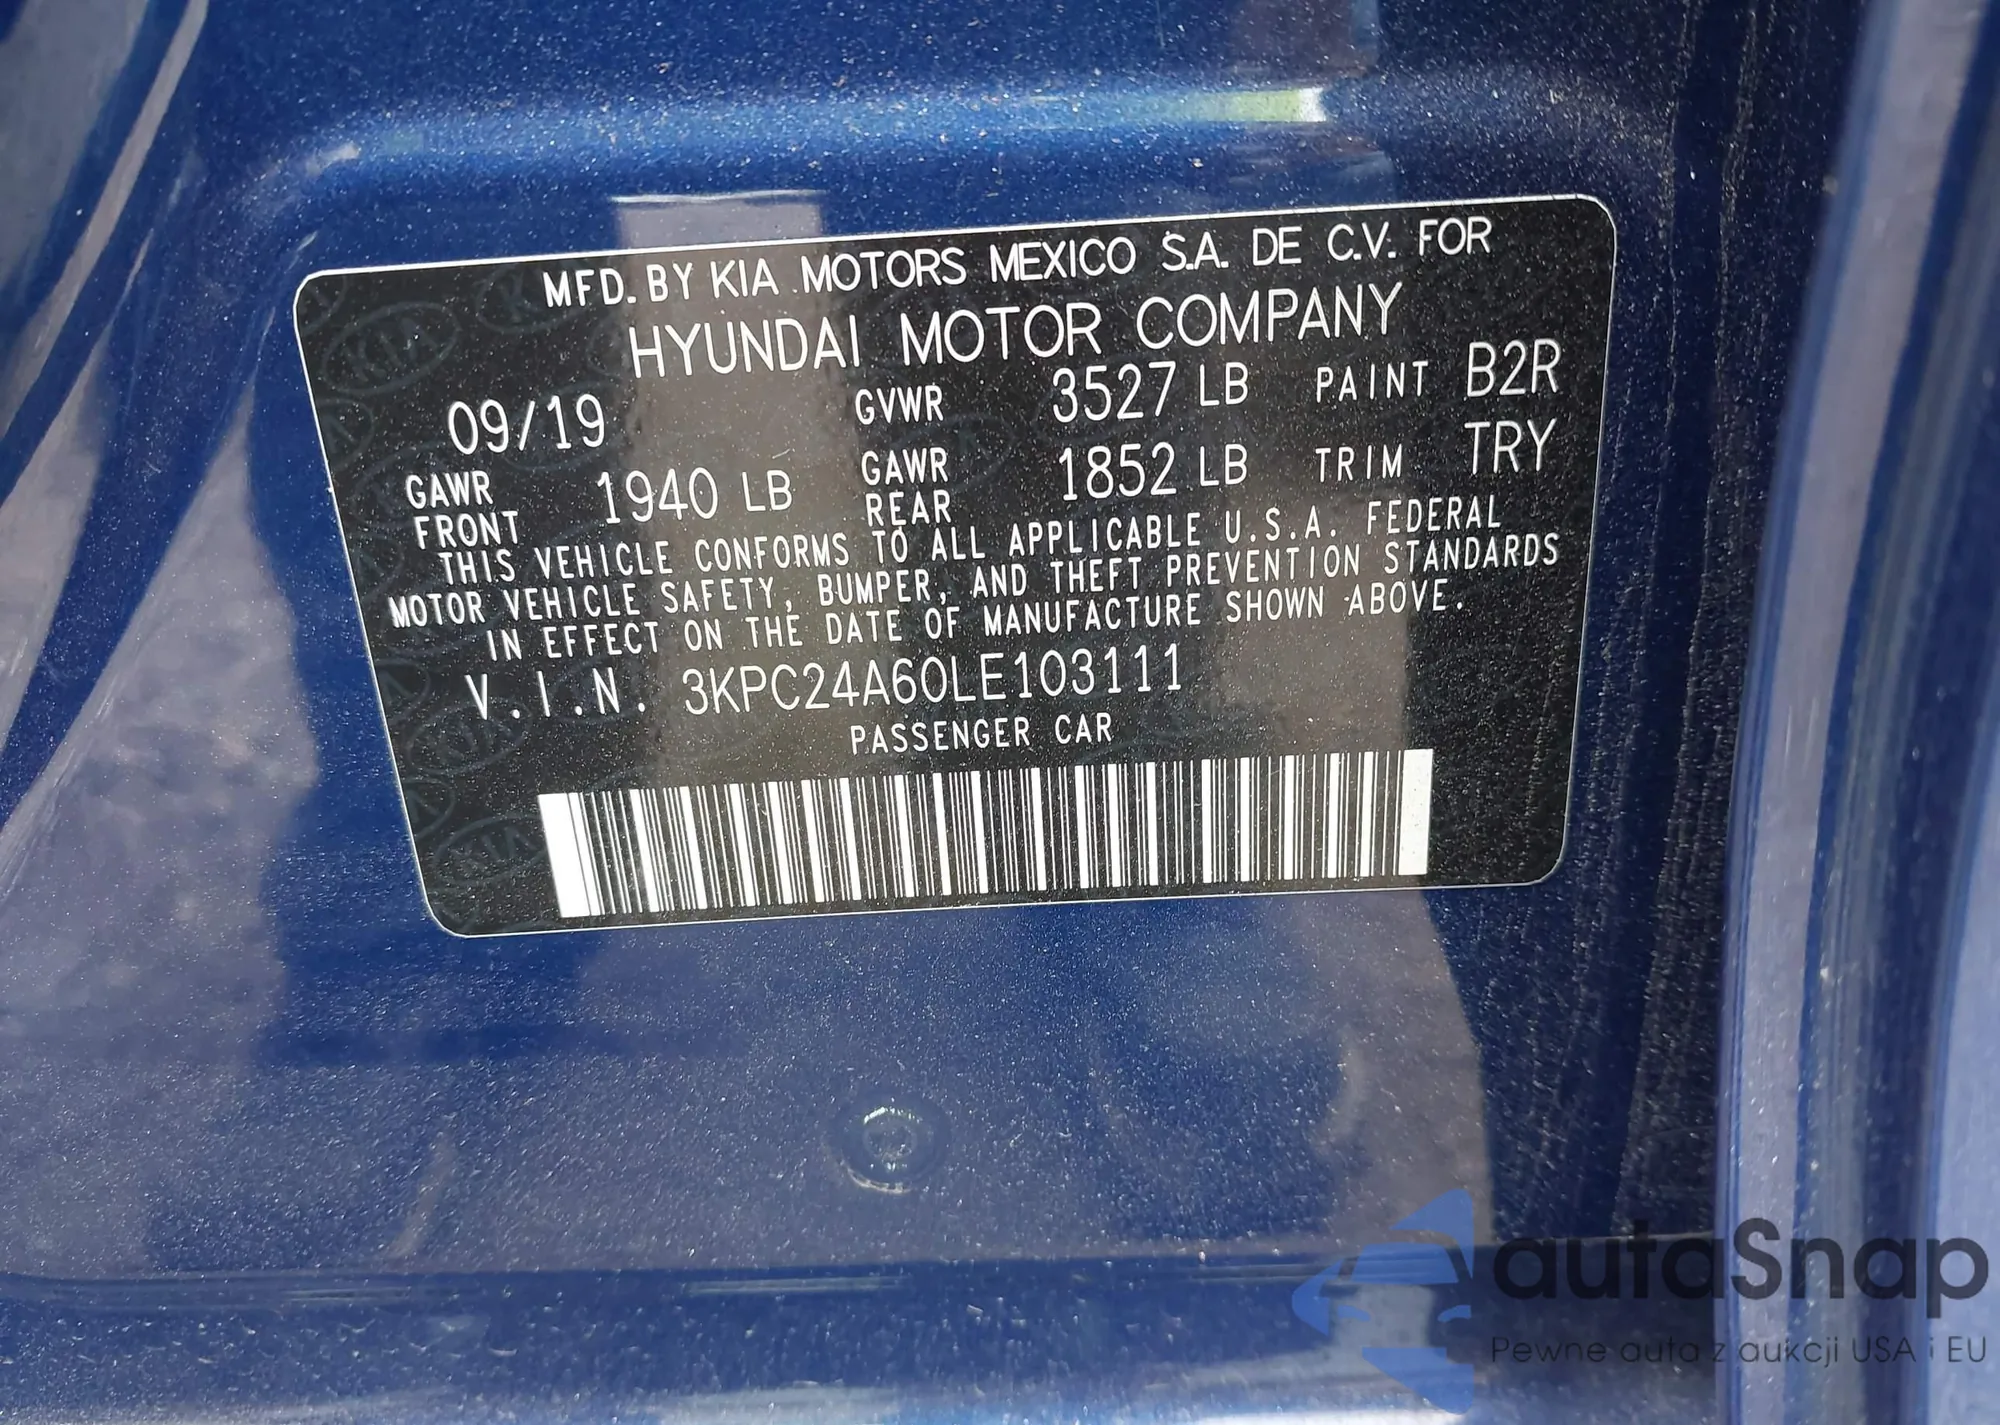 MFD. BY KIA MOTORS MEXICO S.A. DE C.V. FOR
HYUNDAI MOTOR COMPANY
09/19 GVWR 3527 LB PAINT B2R
GAWR FRONT 1940 LB GAWR REAR 1852 LB TRIM TRY
THIS VEHICLE CONFORMS TO ALL APPLICABLE U.S.A. FEDERAL
MOTOR VEHICLE SAFETY, BUMPER, AND THEFT PREVENTION STANDARDS
IN EFFECT ON THE DATE OF MANUFACTURE SHOWN ABOVE.
V.I.N. 3KPC24A60LE103111
PASSENGER CAR
autaSnap
Pewne auta z aukcji USA i EU